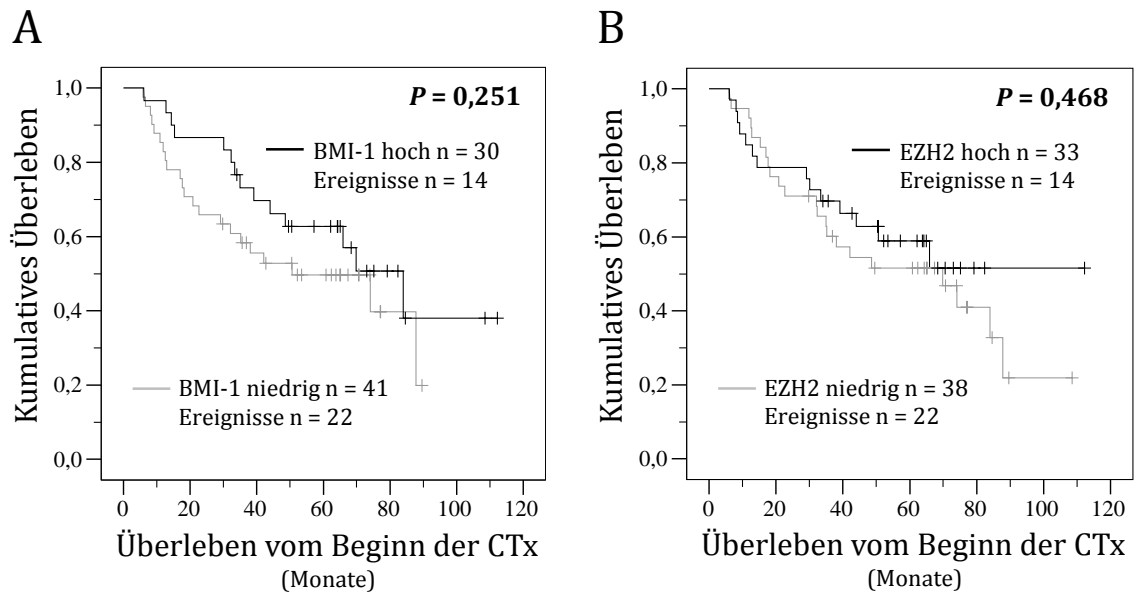 A
Kumulatives Überleben
1,0
0,8
0,6
0,4
0,2
0,0
P = 0,251
BMI-1 hoch n = 30
Ereignisse n = 14
BMI-1 niedrig n = 41
Ereignisse n = 22
0 20 40 60 80 100 120
Überleben vom Beginn der CTx
(Monate)
B
Kumulatives Überleben
1,0
0,8
0,6
0,4
0,2
0,0
P = 0,468
EZH2 hoch n = 33
Ereignisse n = 14
EZH2 niedrig n = 38
Ereignisse n = 22
0 20 40 60 80 100 120
Überleben vom Beginn der CTx
(Monate)